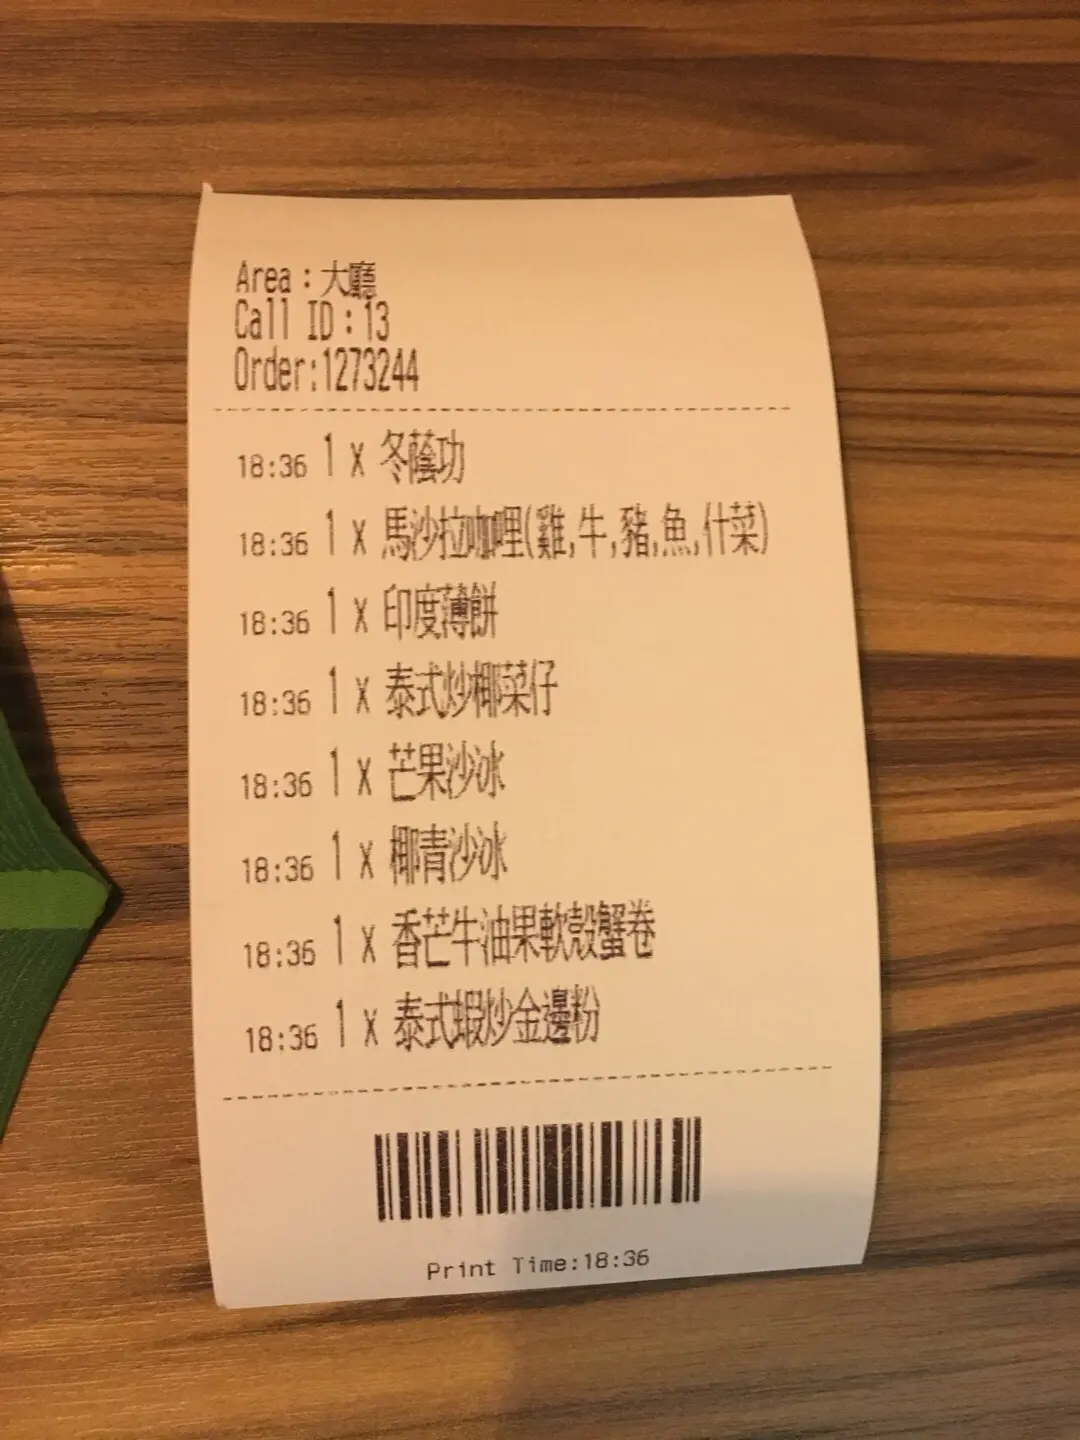 Area：大廳
Call ID：13
Order:1273244
18:36 1 x 冬蔭功
18:36 1 x 馬沙拉咖哩(雞,牛,豬,魚,什菜)
18:36 1 x 印度薄餅
18:36 1 x 泰式炒椰菜仔
18:36 1 x 芒果沙冰
18:36 1 x 椰青沙冰
18:36 1 x 香芒牛油果軟殼蟹卷
18:36 1 x 泰式蝦炒金邊粉
Print Time:18:36